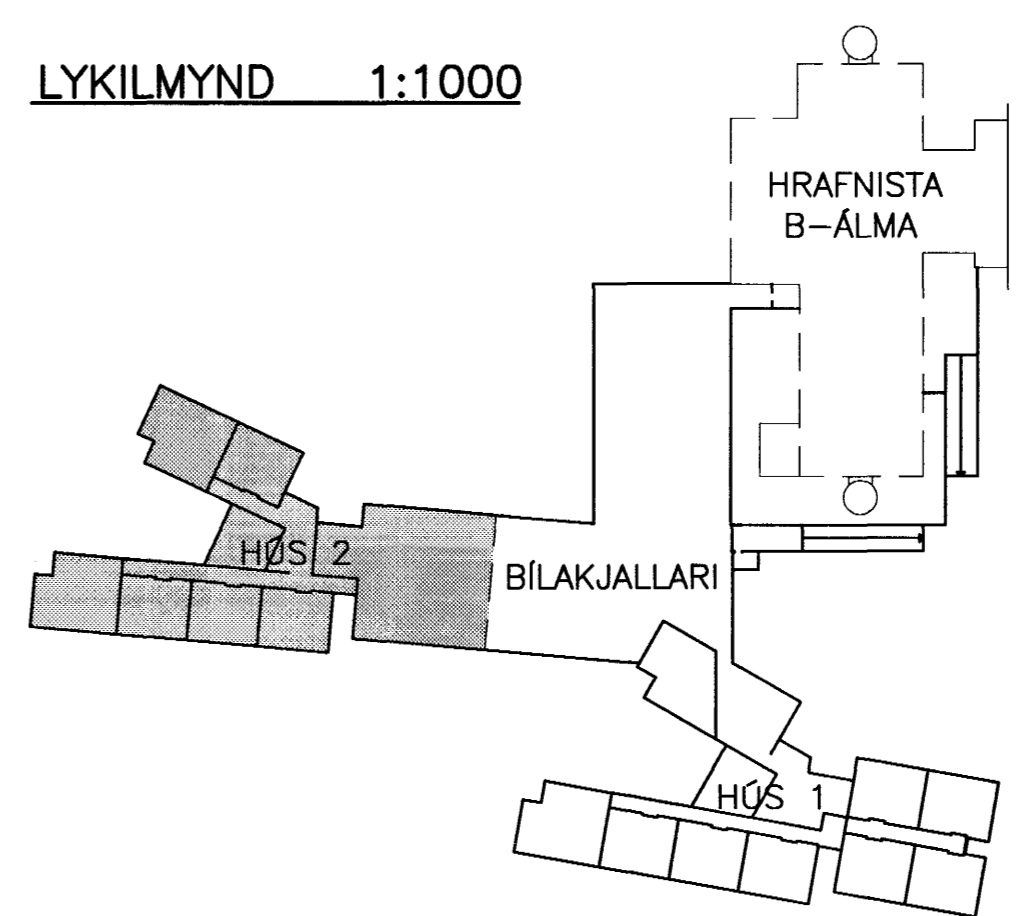 LYKILMYND 1:1000
HRAFNISTA
B-ÁLMA
HÚS 2
BÍLAKJALLARI
HÚS 1